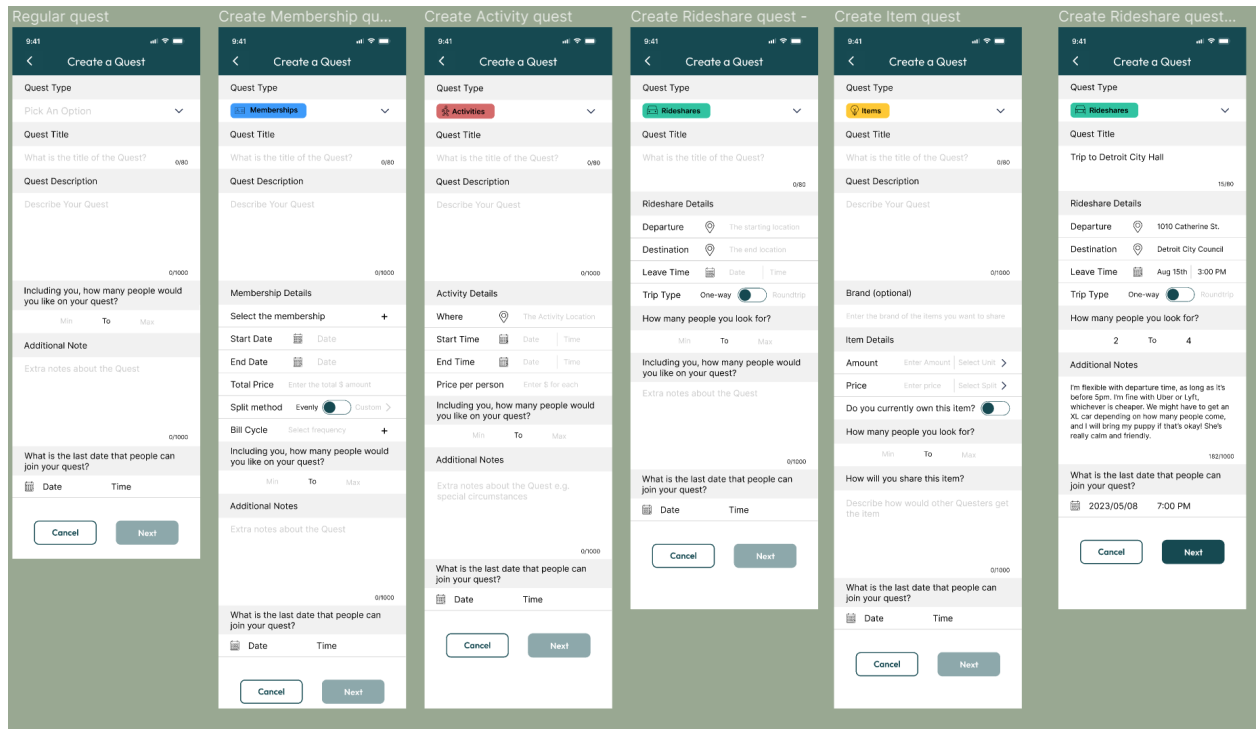 Regular quest
9:41
Create a Quest
Quest Type
Pick An Option
Quest Title
What is the title of the Quest?
0/80
Quest Description
Describe Your Quest
0/1000
Including you, how many people would
you like on your quest?
Min To Max
Additional Note
Extra notes about the Quest
0/1000
What is the last date that people can
join your quest?
Date Time
Cancel Next
Create Membership qu...
9:41
Create a Quest
Quest Type
Memberships
Quest Title
What is the title of the Quest?
0/80
Quest Description
Describe Your Quest
0/1000
Membership Details
Select the membership +
Start Date Date
End Date Date
Total Price Enter the total $ amount
Split method Evenly Custom
Bill Cycle Select frequency +
Including you, how many people would
you like on your quest?
Min To Max
Additional Notes
Extra notes about the Quest
0/1000
What is the last date that people can
join your quest?
Date Time
Cancel Next
Create Activity quest
9:41
Create a Quest
Quest Type
Activities
Quest Title
What is the title of the Quest?
0/80
Quest Description
Describe Your Quest
0/1000
Activity Details
Where The Activity Location
Start Time Date Time
End Time Date Time
Price per person Enter $ for each
Including you, how many people would
you like on your quest?
Min To Max
Additional Notes
Extra notes about the Quest e.g.
special circumstances
0/1000
What is the last date that people can
join your quest?
Date Time
Cancel Next
Create Rideshare quest -
9:41
Create a Quest
Quest Type
Rideshares
Quest Title
What is the title of the Quest?
0/80
Rideshare Details
Departure The starting location
Destination The end location
Leave Time Date Time
Trip Type One-way Roundtrip
How many people you look for?
Min To Max
Including you, how many people would
you like on your quest?
Extra notes about the Quest
0/1000
What is the last date that people can
join your quest?
Date Time
Cancel Next
Create Item quest
9:41
Create a Quest
Quest Type
Items
Quest Title
What is the title of the Quest?
0/80
Quest Description
Describe Your Quest
0/1000
Brand (optional)
Enter the brand of the items you want to share
Item Details
Amount Enter Amount Select Unit
Price Enter price Select Split
Do you currently own this item?
How many people you look for?
Min To Max
How will you share this item?
Describe how would other Questers get
the item
0/1000
What is the last date that people can
join your quest?
Date Time
Cancel Next
Create Rideshare quest...
9:41
Create a Quest
Quest Type
Rideshares
Quest Title
Trip to Detroit City Hall
15/80
Rideshare Details
Departure 1010 Catherine St.
Destination Detroit City Council
Leave Time Aug 15th 3:00 PM
Trip Type One-way Roundtrip
How many people you look for?
2 To 4
Additional Notes
I'm flexible with departure time, as long as it's
before 5pm. I'm fine with Uber or Lyft,
whichever is cheaper. We might have to get an
XL car depending on how many people come,
and I will bring my puppy if that's okay! She's
really calm and friendly.
182/1000
What is the last date that people can
join your quest?
2023/05/08 7:00 PM
Cancel Next